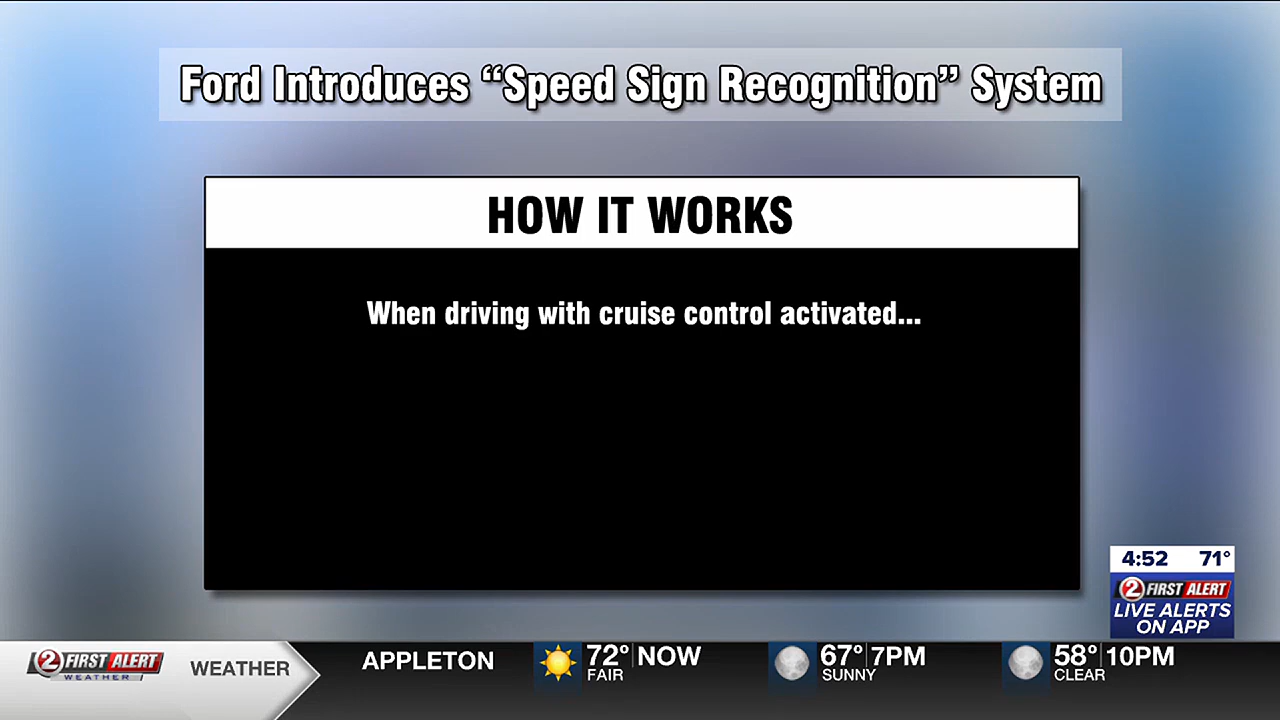 Ford Introduces “Speed Sign Recognition” System
HOW IT WORKS
When driving with cruise control activated...
4:52 71°
2 FIRST ALERT
LIVE ALERTS
ON APP
2 FIRST ALERT
WEATHER
WEATHER
APPLETON
72° NOW
FAIR
67° 7PM
SUNNY
58° 10PM
CLEAR